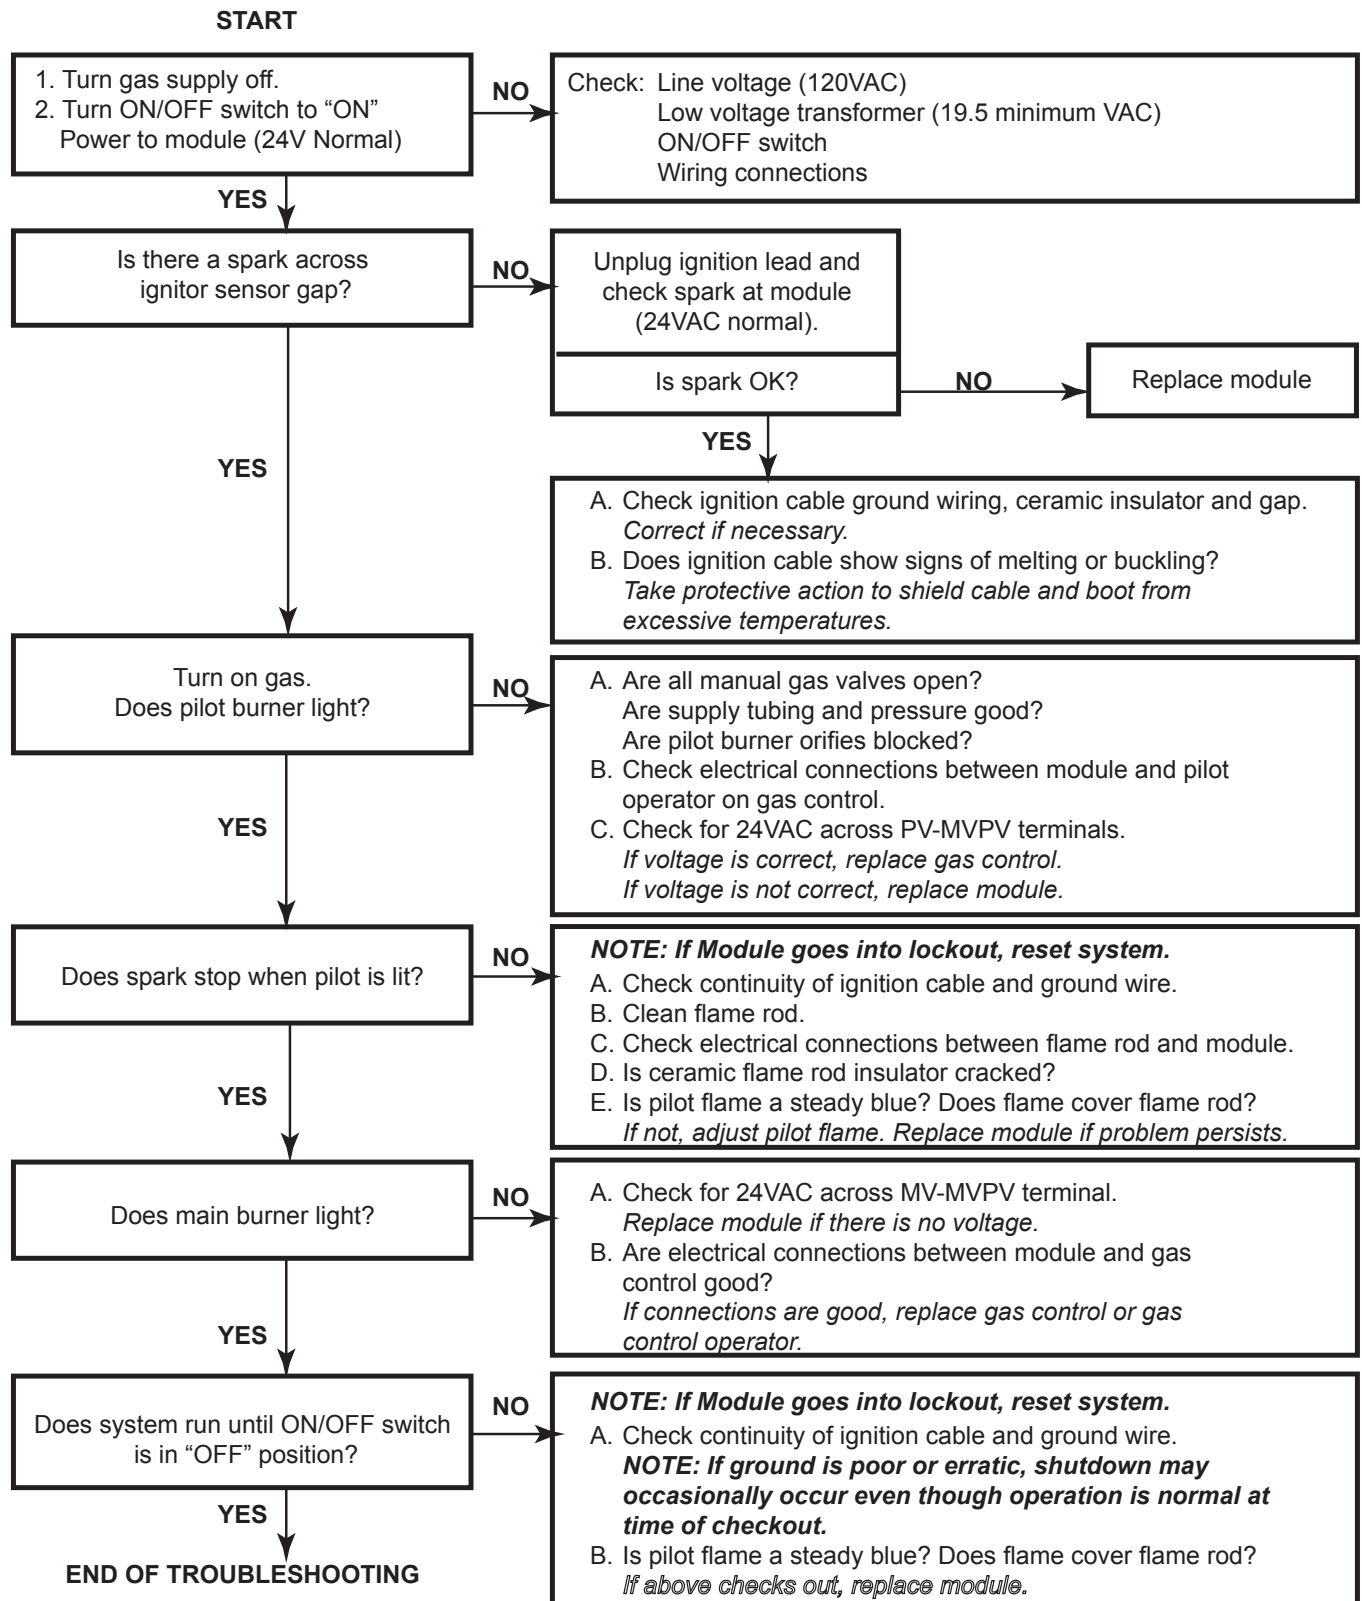 START
1. Turn gas supply off.
2. Turn ON/OFF switch to “ON”
Power to module (24V Normal)
NO
Check: Line voltage (120VAC)
Low voltage transformer (19.5 minimum VAC)
ON/OFF switch
Wiring connections
YES
Is there a spark across
ignitor sensor gap?
NO
Unplug ignition lead and
check spark at module
(24VAC normal).
Is spark OK?
NO
Replace module
YES
A. Check ignition cable ground wiring, ceramic insulator and gap.
Correct if necessary.
B. Does ignition cable show signs of melting or buckling?
Take protective action to shield cable and boot from
excessive temperatures.
YES
Turn on gas.
Does pilot burner light?
NO
A. Are all manual gas valves open?
Are supply tubing and pressure good?
Are pilot burner orifies blocked?
B. Check electrical connections between module and pilot
operator on gas control.
C. Check for 24VAC across PV-MVPV terminals.
If voltage is correct, replace gas control.
If voltage is not correct, replace module.
YES
Does spark stop when pilot is lit?
NO
NOTE: If Module goes into lockout, reset system.
A. Check continuity of ignition cable and ground wire.
B. Clean flame rod.
C. Check electrical connections between flame rod and module.
D. Is ceramic flame rod insulator cracked?
E. Is pilot flame a steady blue? Does flame cover flame rod?
If not, adjust pilot flame. Replace module if problem persists.
YES
Does main burner light?
NO
A. Check for 24VAC across MV-MVPV terminal.
Replace module if there is no voltage.
B. Are electrical connections between module and gas
control good?
If connections are good, replace gas control or gas
control operator.
YES
Does system run until ON/OFF switch
is in “OFF” position?
NO
NOTE: If Module goes into lockout, reset system.
A. Check continuity of ignition cable and ground wire.
NOTE: If ground is poor or erratic, shutdown may
occasionally occur even though operation is normal at
time of checkout.
B. Is pilot flame a steady blue? Does flame cover flame rod?
If above checks out, replace module.
YES
END OF TROUBLESHOOTING